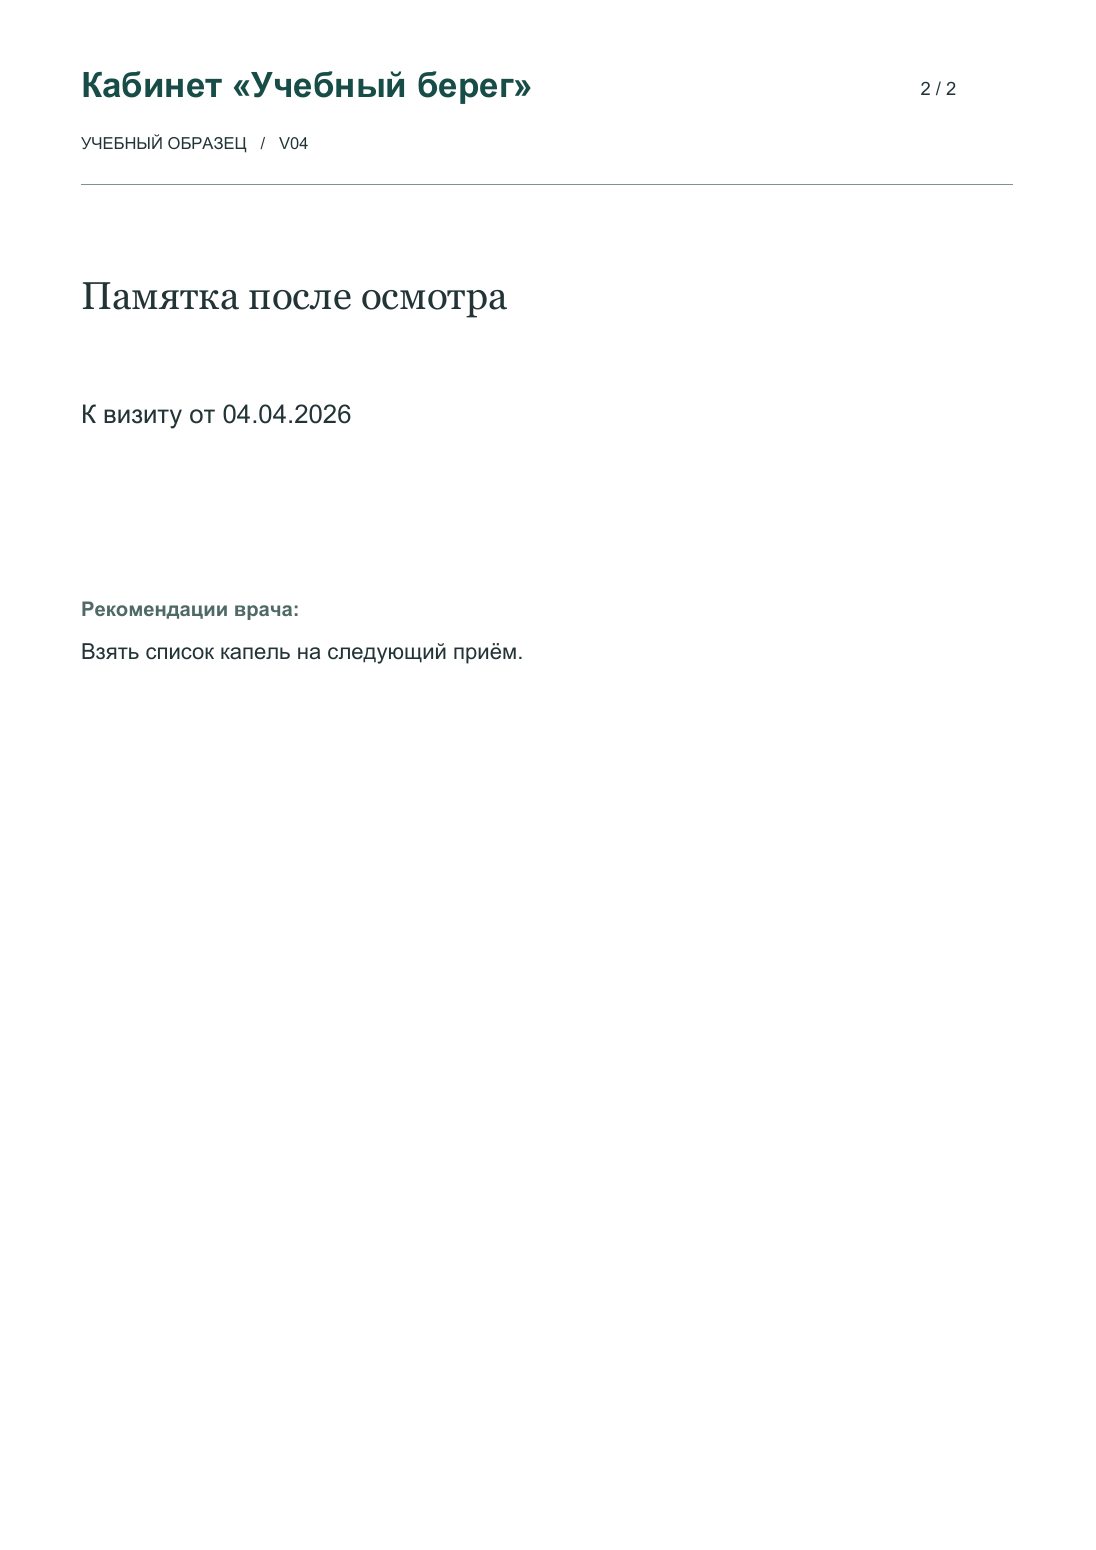 Кабинет «Учебный берег»
2 / 2
УЧЕБНЫЙ ОБРАЗЕЦ / V04
Памятка после осмотра
К визиту от 04.04.2026
Рекомендации врача:
Взять список капель на следующий приём.